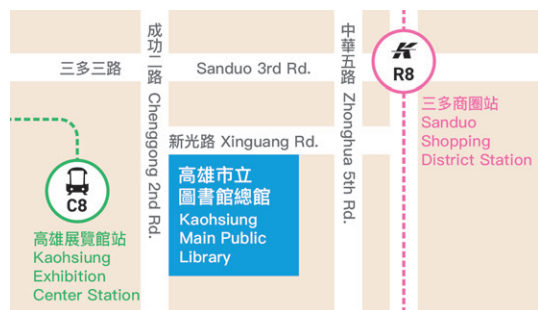 成功二路 Chenggong 2nd Rd.
中華五路 Zhonghua 5th Rd.
三多三路
Sanduo 3rd Rd.
R8
三多商圈站
Sanduo
Shopping
District Station
新光路 Xinguang Rd.
高雄市立
圖書館總館
Kaohsiung
Main Public
Library
C8
高雄展覽館站
Kaohsiung
Exhibition
Center Station